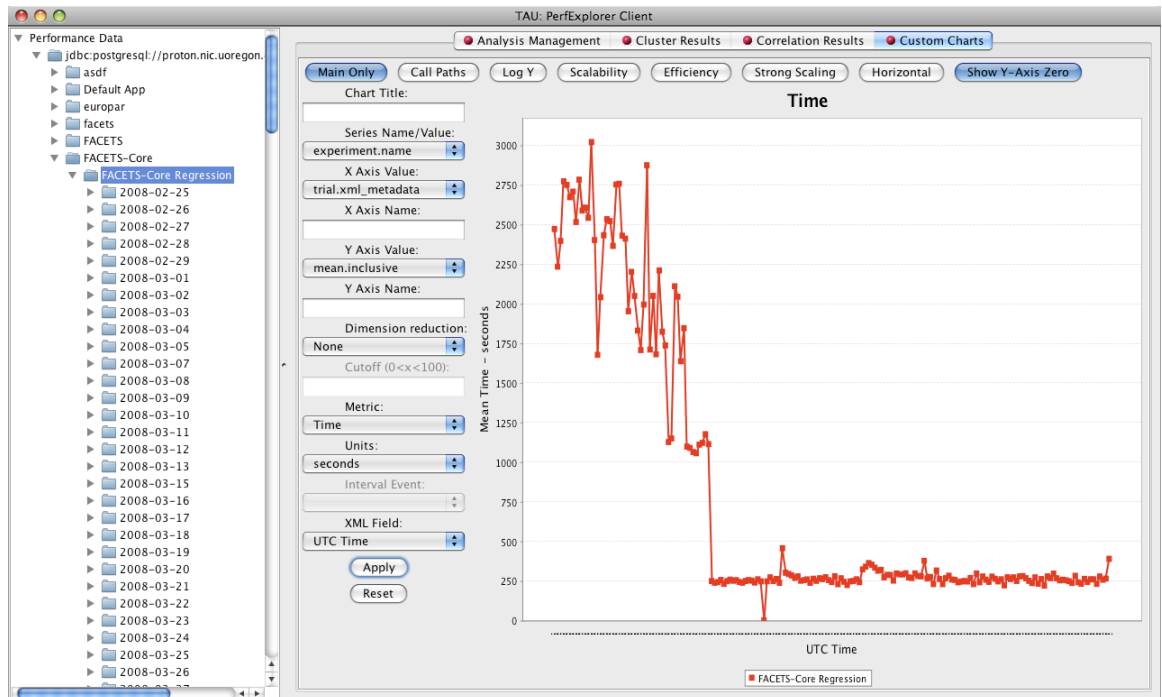 TAU: PerfExplorer Client
Performance Data
jdbc:postgresql://proton.nic.uoregon.
asdf
Default App
europar
facets
FACETS
FACETS-Core
FACETS-Core Regression
2008-02-25
2008-02-26
2008-02-27
2008-02-28
2008-02-29
2008-03-01
2008-03-02
2008-03-03
2008-03-04
2008-03-05
2008-03-07
2008-03-08
2008-03-09
2008-03-10
2008-03-11
2008-03-12
2008-03-13
2008-03-15
2008-03-16
2008-03-17
2008-03-18
2008-03-19
2008-03-20
2008-03-21
2008-03-22
2008-03-23
2008-03-24
2008-03-25
2008-03-26
Analysis Management Cluster Results Correlation Results Custom Charts
Main Only Call Paths Log Y Scalability Efficiency Strong Scaling Horizontal Show Y-Axis Zero
Chart Title:
Series Name/Value:
experiment.name
X Axis Value:
trial.xml_metadata
X Axis Name:
Y Axis Value:
mean.inclusive
Y Axis Name:
Dimension reduction:
None
Cutoff (0<x<100):
Metric:
Time
Units:
seconds
Interval Event:
XML Field:
UTC Time
Apply
Reset
Time
Mean Time - seconds
3000
2750
2500
2250
2000
1750
1500
1250
1000
750
500
250
0
UTC Time
FACETS-Core Regression